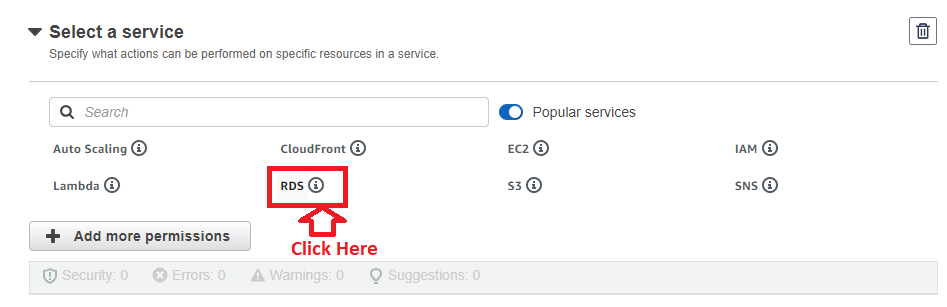 Select a service
Specify what actions can be performed on specific resources in a service.
Search
Popular services
Auto Scaling CloudFront EC2 IAM
Lambda RDS S3 SNS
Add more permissions
Click Here
Security: 0 Errors: 0 Warnings: 0 Suggestions: 0